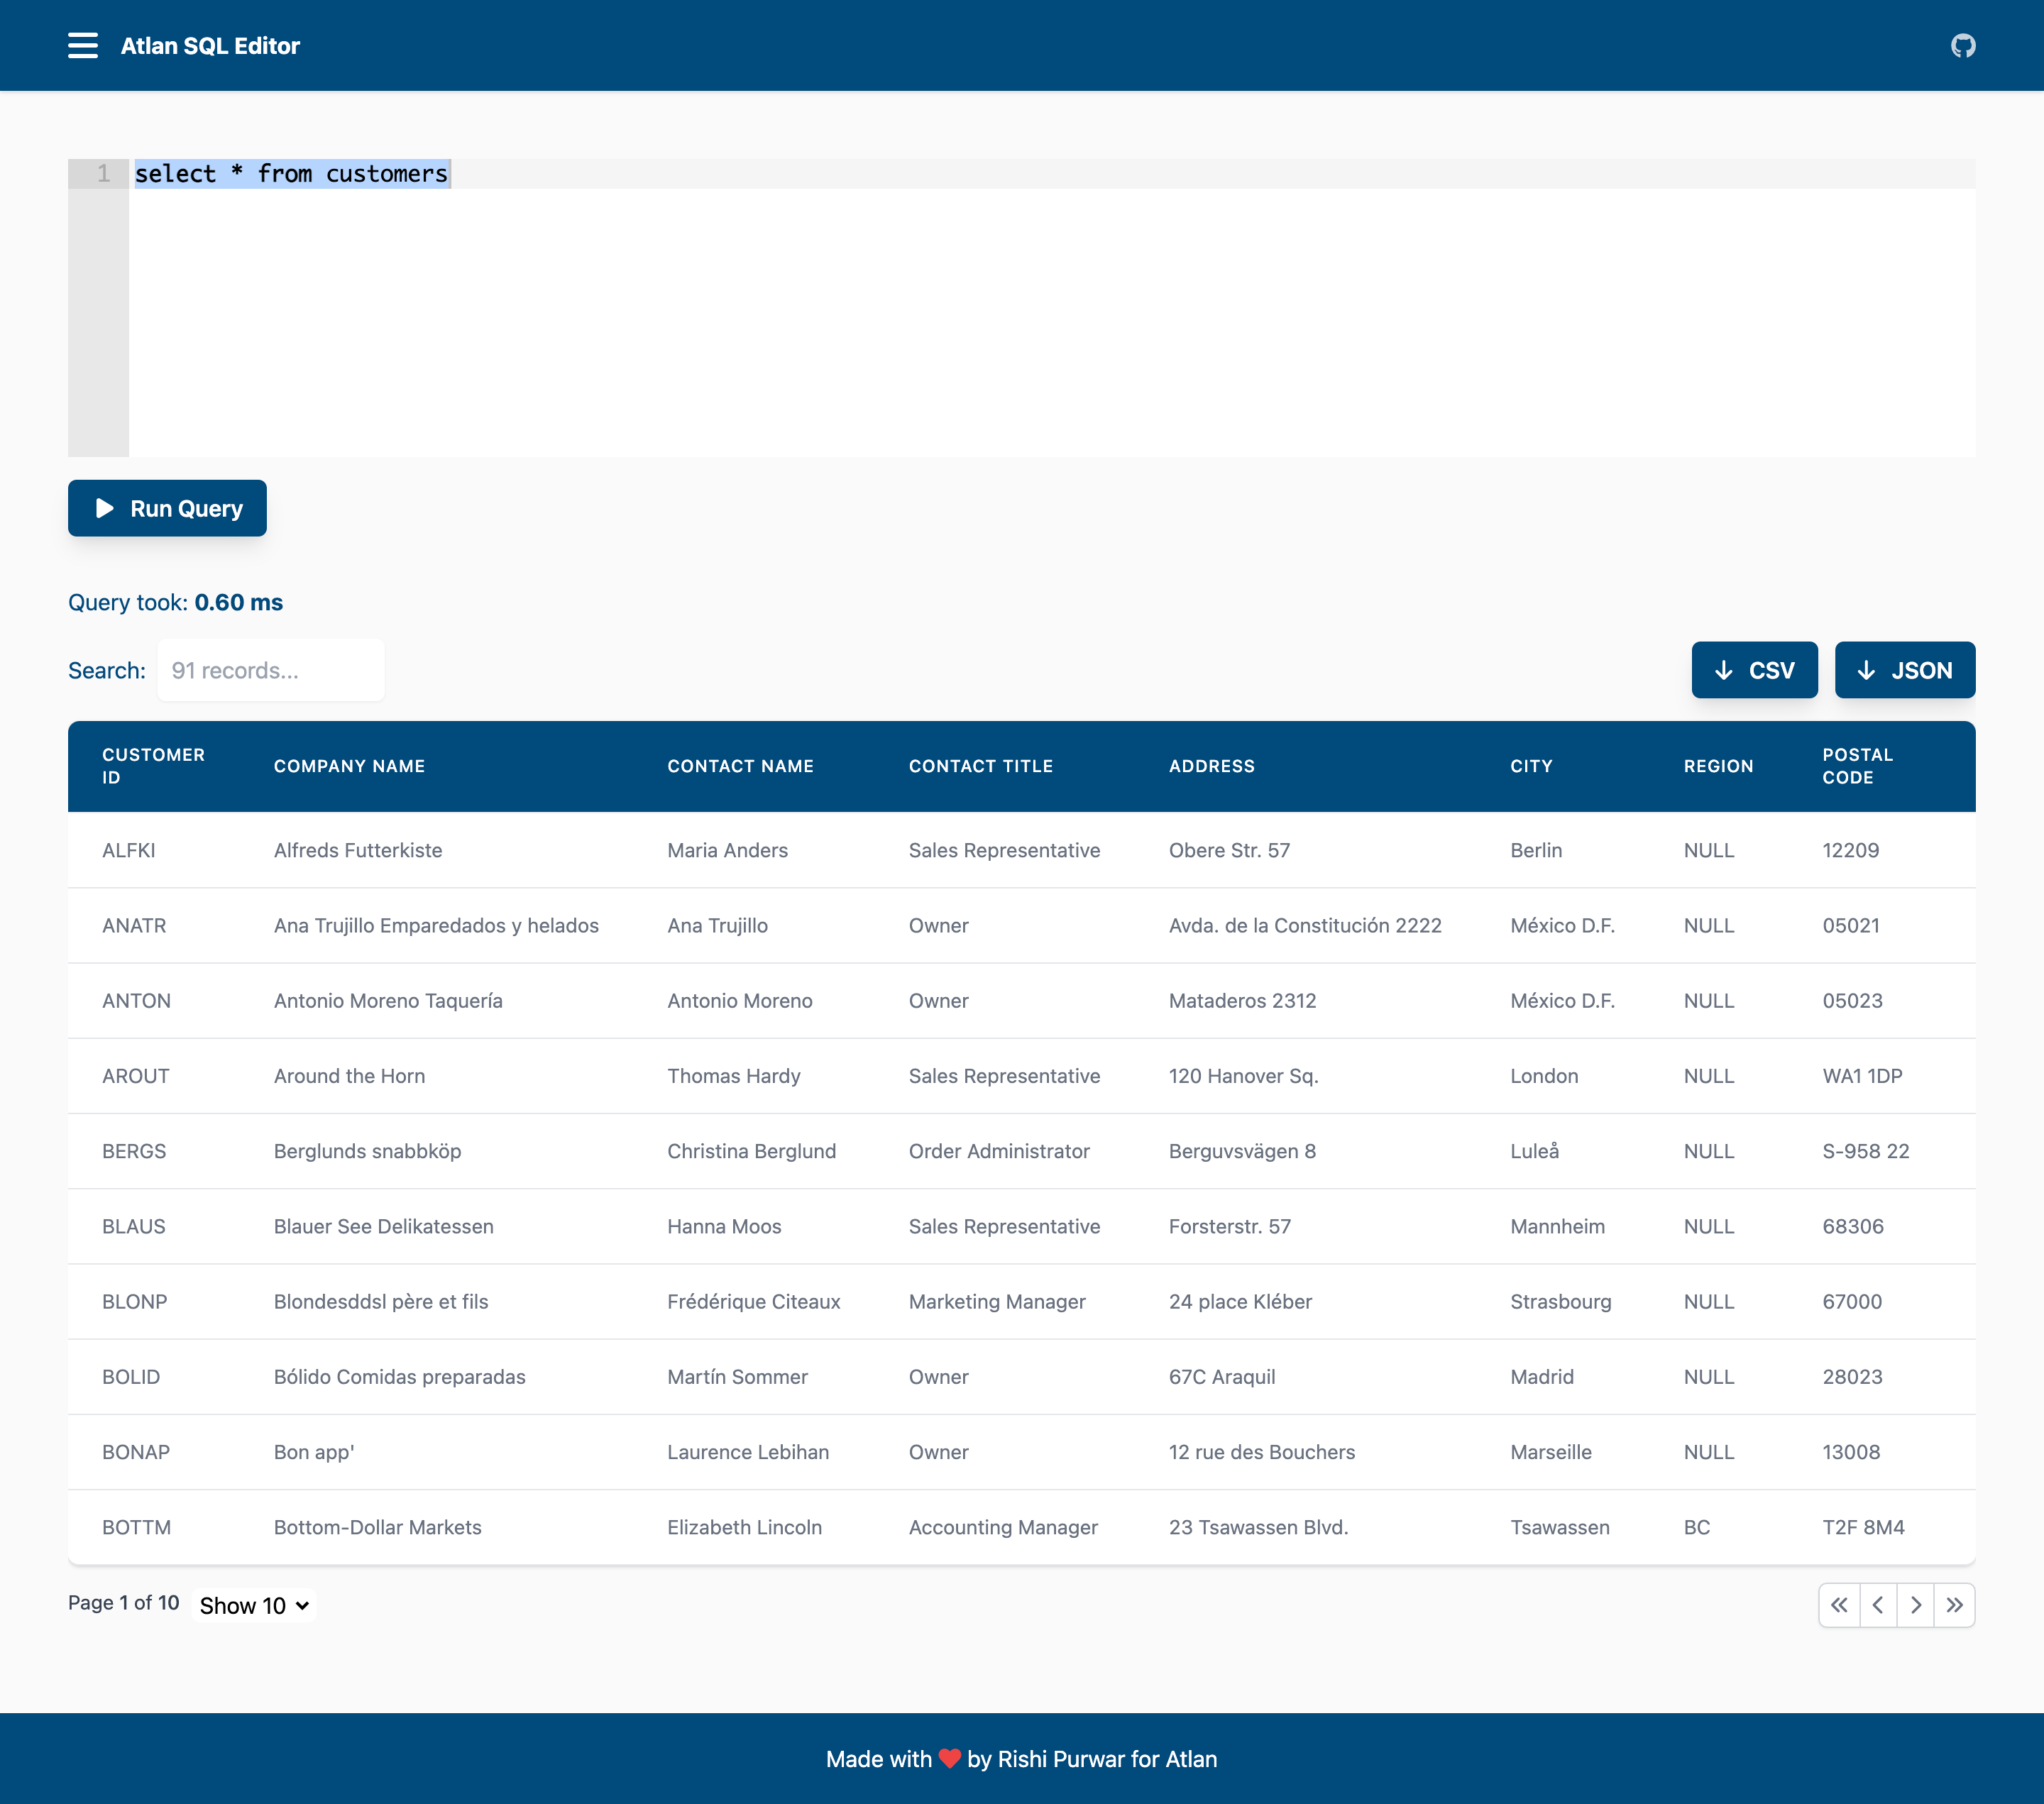 Atlan SQL Editor
1 select * from customers
Run Query
Query took: 0.60 ms
Search: 91 records... CSV JSON
CUSTOMER ID COMPANY NAME CONTACT NAME CONTACT TITLE ADDRESS CITY REGION POSTAL CODE
ALFKI Alfreds Futterkiste Maria Anders Sales Representative Obere Str. 57 Berlin NULL 12209
ANATR Ana Trujillo Emparedados y helados Ana Trujillo Owner Avda. de la Constitución 2222 México D.F. NULL 05021
ANTON Antonio Moreno Taquería Antonio Moreno Owner Mataderos 2312 México D.F. NULL 05023
AROUT Around the Horn Thomas Hardy Sales Representative 120 Hanover Sq. London NULL WA1 1DP
BERGS Berglunds snabbköp Christina Berglund Order Administrator Berguvsvägen 8 Luleå NULL S-958 22
BLAUS Blauer See Delikatessen Hanna Moos Sales Representative Forsterstr. 57 Mannheim NULL 68306
BLONP Blondesddsl père et fils Frédérique Citeaux Marketing Manager 24 place Kléber Strasbourg NULL 67000
BOLID Bólido Comidas preparadas Martín Sommer Owner 67C Araquil Madrid NULL 28023
BONAP Bon app' Laurence Lebihan Owner 12 rue des Bouchers Marseille NULL 13008
BOTTM Bottom-Dollar Markets Elizabeth Lincoln Accounting Manager 23 Tsawassen Blvd. Tsawassen BC T2F 8M4
Page 1 of 10 Show 10
Made with ❤ by Rishi Purwar for Atlan